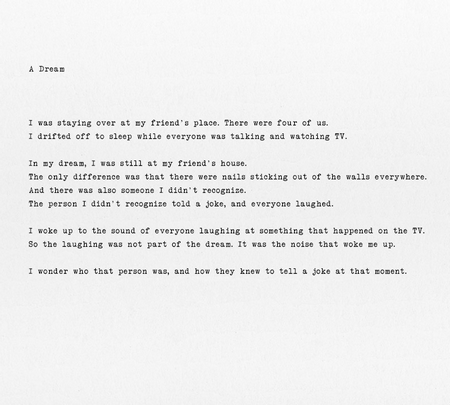 A Dream
I was staying over at my friend's place. There were four of us.
I drifted off to sleep while everyone was talking and watching TV.
In my dream, I was still at my friend's house.
The only difference was that there were nails sticking out of the walls everywhere.
And there was also someone I didn't recognize.
The person I didn't recognize told a joke, and everyone laughed.
I woke up to the sound of everyone laughing at something that happened on the TV.
So the laughing was not part of the dream. It was the noise that woke me up.
I wonder who that person was, and how they knew to tell a joke at that moment.